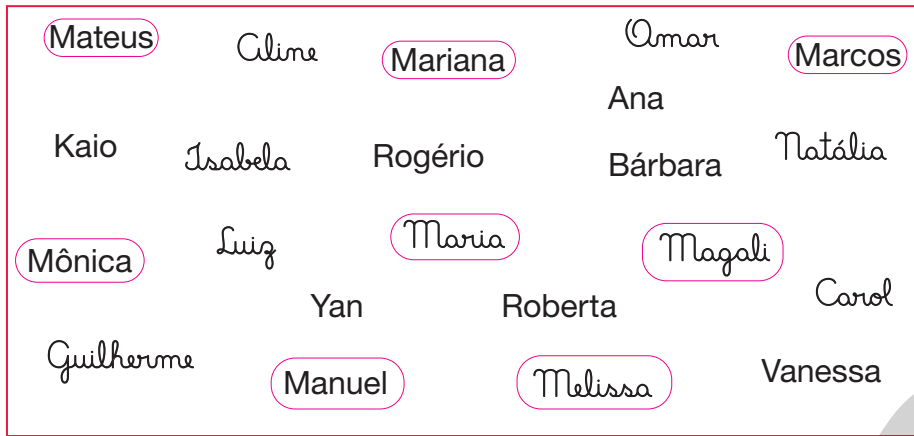 Mateus
Aline
Mariana
Omar
Marcos
Ana
Kaio
Isabela
Rogério
Bárbara
Natália
Mônica
Luiz
Maria
Magali
Yan
Roberta
Carol
Guilherme
Manuel
Melissa
Vanessa